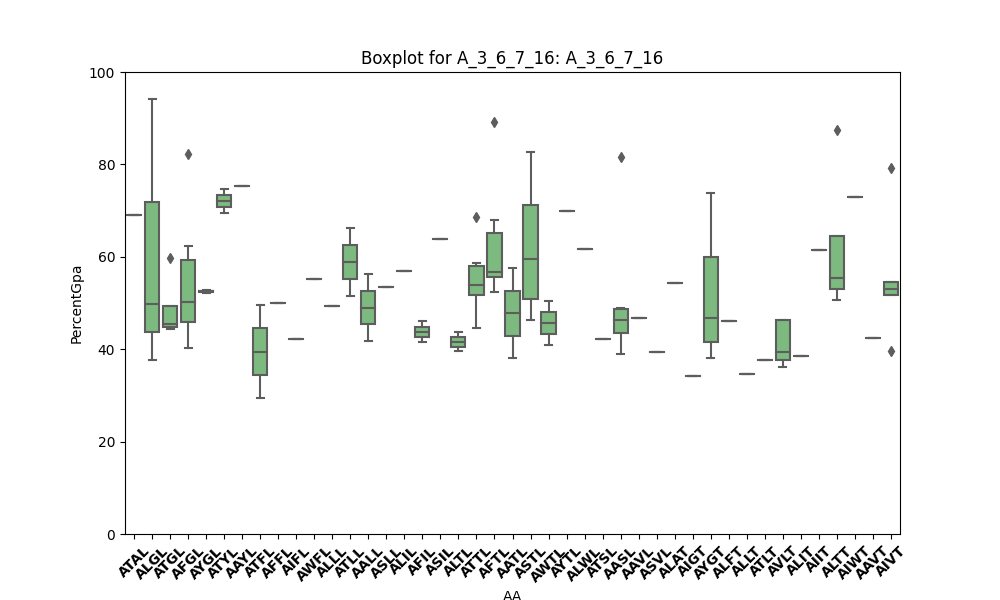 Boxplot for A_3_6_7_16: A_3_6_7_16
100
80
60
40
20
0
PercentGpa
ATAL ALGL ATGL AFGL AYGL ATYL AAYL ATFL AFFL AIFL AWFL ALLL ATLL AALL ASLL ALIL AFIL ASIL ALTL ATTL AFTL AATL ASTL AWTL AYTL ALWL ATSL AASL AAVL ASVL ALAT AIGT AYGT ALFT ALLT ATLT AVLT ALIT AIIT ALTT AIWT AAVT AIVT
AA